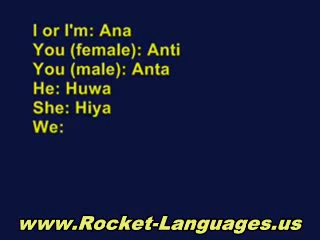 I or I'm: Ana
You (female): Anti
You (male): Anta
He: Huwa
She: Hiya
We:
www.Rocket-Languages.us